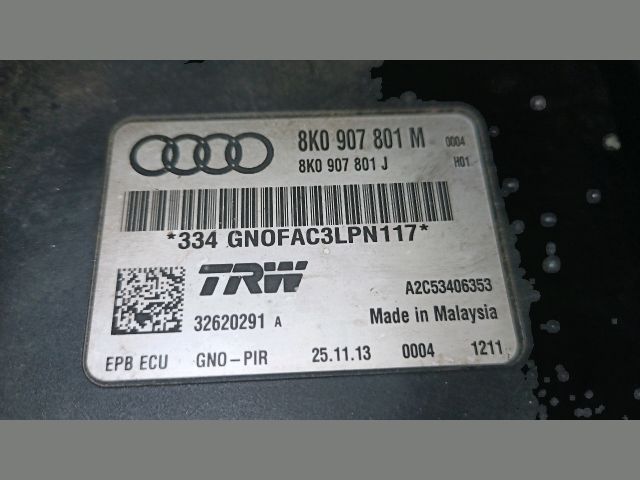 8K0 907 801 M 0004
8K0 907 801 J H01
*334 GNOFAC3LPN117*
TRW
A2C53406353
32620291 A Made in Malaysia
EPB ECU GNO-PIR 25.11.13 0004 1211